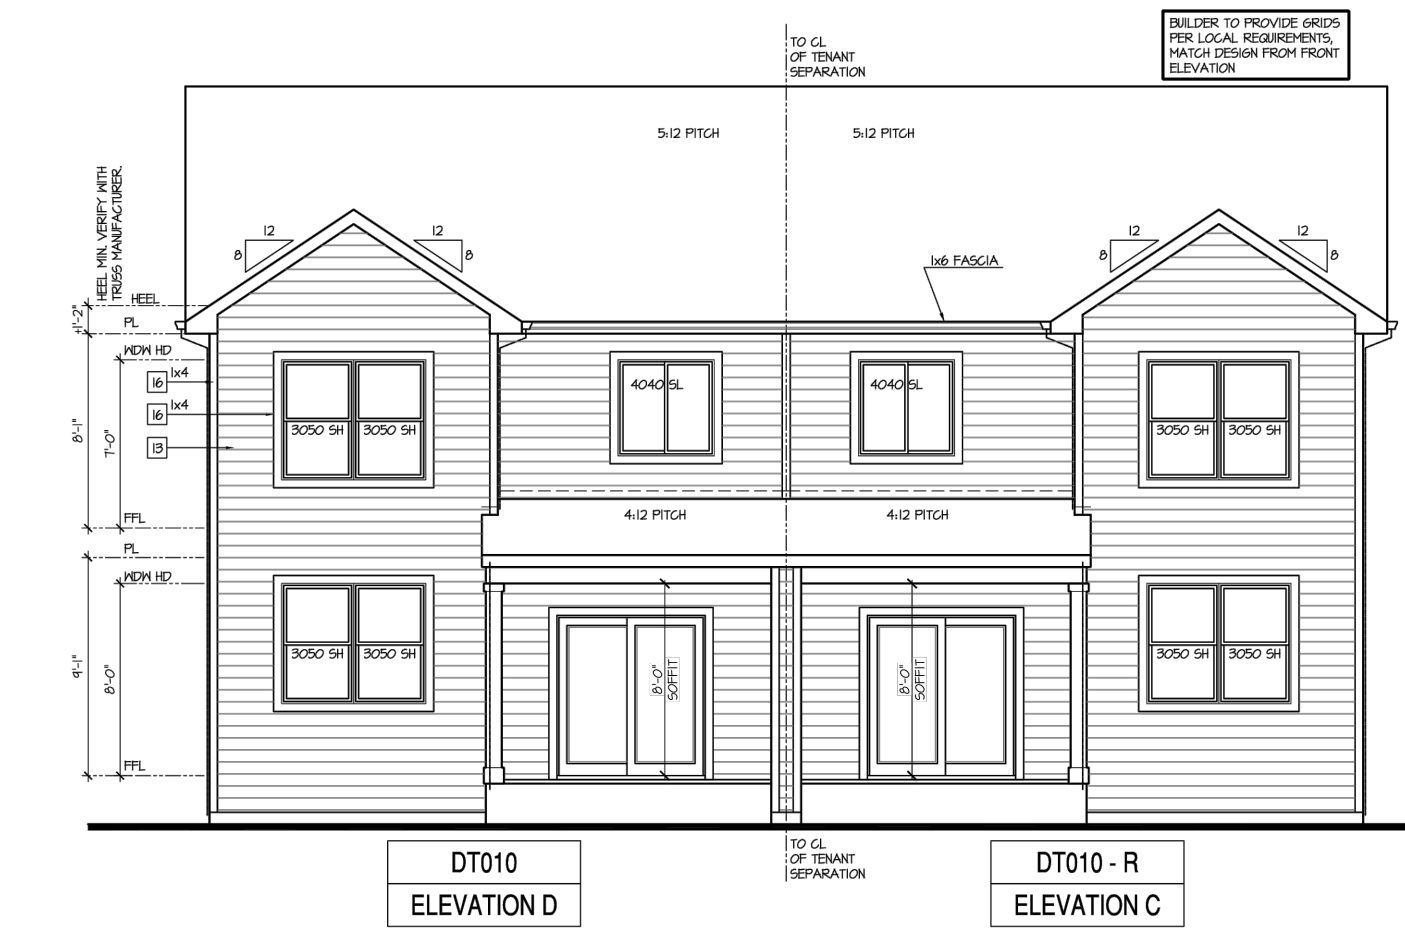 BUILDER TO PROVIDE GRIDS
PER LOCAL REQUIREMENTS,
MATCH DESIGN FROM FRONT
ELEVATION
TO CL
OF TENANT
SEPARATION
5:12 PITCH
5:12 PITCH
HEEL MIN. VERIFY WITH
TRUSS MANUFACTURER.
12
8
12
8
12
8
12
8
1x6 FASCIA
HEEL
±1'-2"
PL
WDW HD
1x4
16
1x4
16
13
8'-1"
7'-0"
3050 SH
3050 SH
4040 SL
4040 SL
3050 SH
3050 SH
FFL
4:12 PITCH
4:12 PITCH
PL
WDW HD
9'-1"
8'-0"
3050 SH
3050 SH
8'-0"
SOFFIT
8'-0"
SOFFIT
3050 SH
3050 SH
FFL
TO CL
OF TENANT
SEPARATION
DT010
ELEVATION D
DT010 - R
ELEVATION C